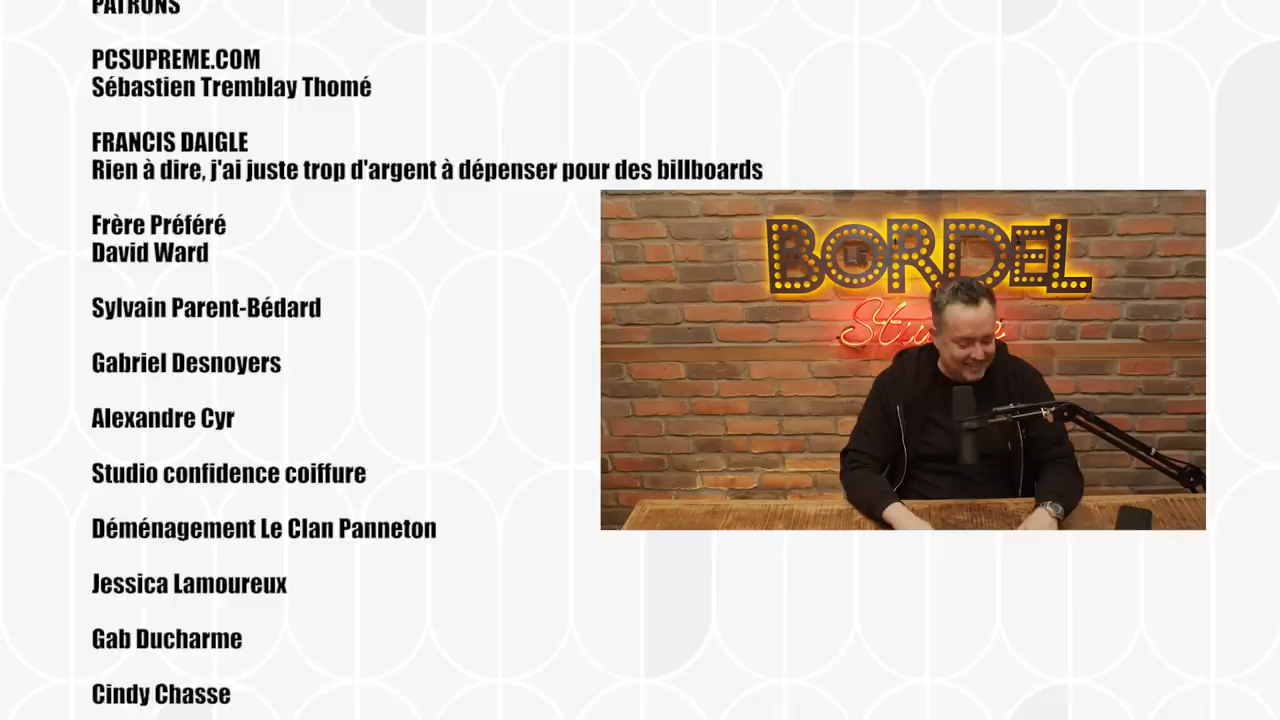 PATRONS
PCSUPREME.COM
Sébastien Tremblay Thomé
FRANCIS DAIGLE
Rien à dire, j'ai juste trop d'argent à dépenser pour des billboards
Frère Préféré
David Ward
Sylvain Parent-Bédard
Gabriel Desnoyers
Alexandre Cyr
Studio confidence coiffure
Déménagement Le Clan Panneton
Jessica Lamoureux
Gab Ducharme
Cindy Chasse
LE
BORDEL